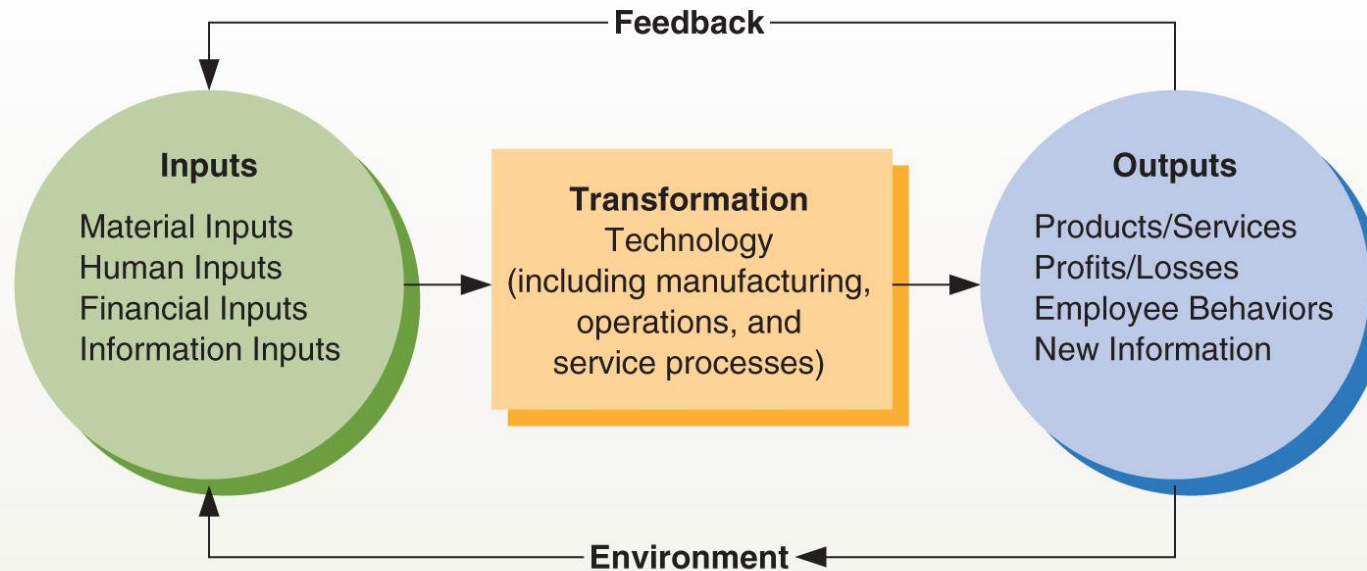 Feedback
Inputs
Material Inputs
Human Inputs
Financial Inputs
Information Inputs
Transformation
Technology
(including manufacturing,
operations, and
service processes)
Outputs
Products/Services
Profits/Losses
Employee Behaviors
New Information
Environment